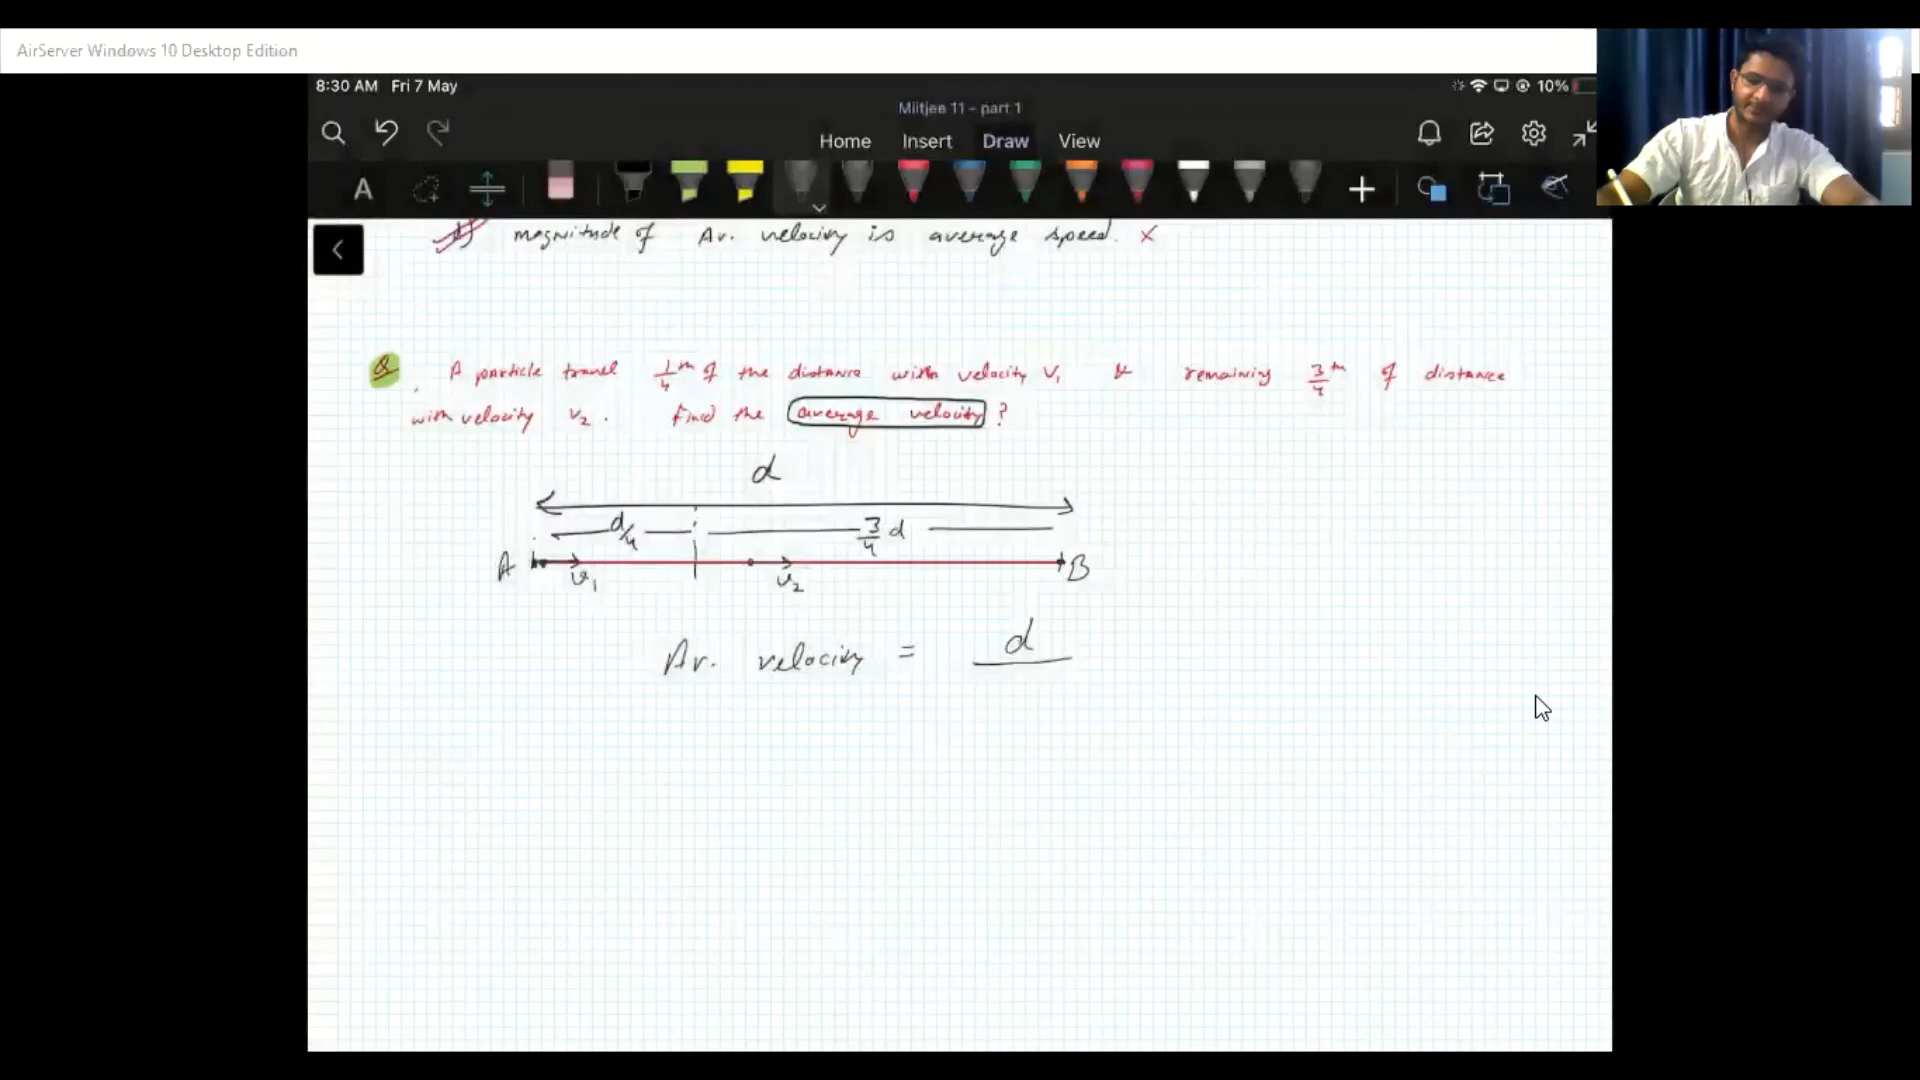 AirServer Windows 10 Desktop Edition
8:30 AM Fri 7 May
10%
Miitjee 11 - part 1
Home Insert Draw View
A
magnitude of Av. velocity is average speed. ×
Q. A particle travel 1/4th of the distance with velocity V₁ & remaining 3/4th of distance
with velocity v₂. Find the average velocity?
d
d/4 3/4 d
A B
v₁ v₂
Av. velocity = d